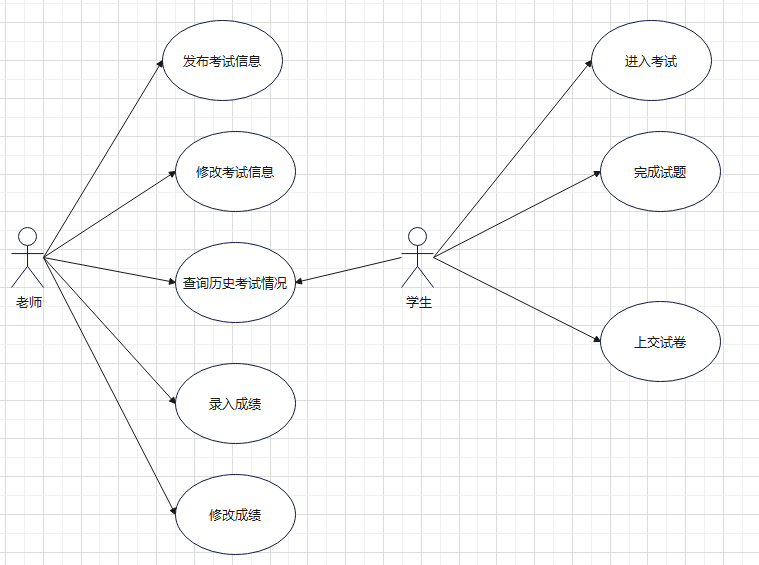 发布考试信息
进入考试
修改考试信息
完成试题
查询历史考试情况
老师
学生
上交试卷
录入成绩
修改成绩